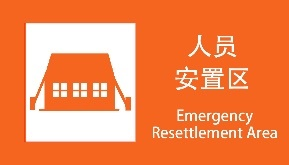 人员
安置区
Emergency
Resettlement Area